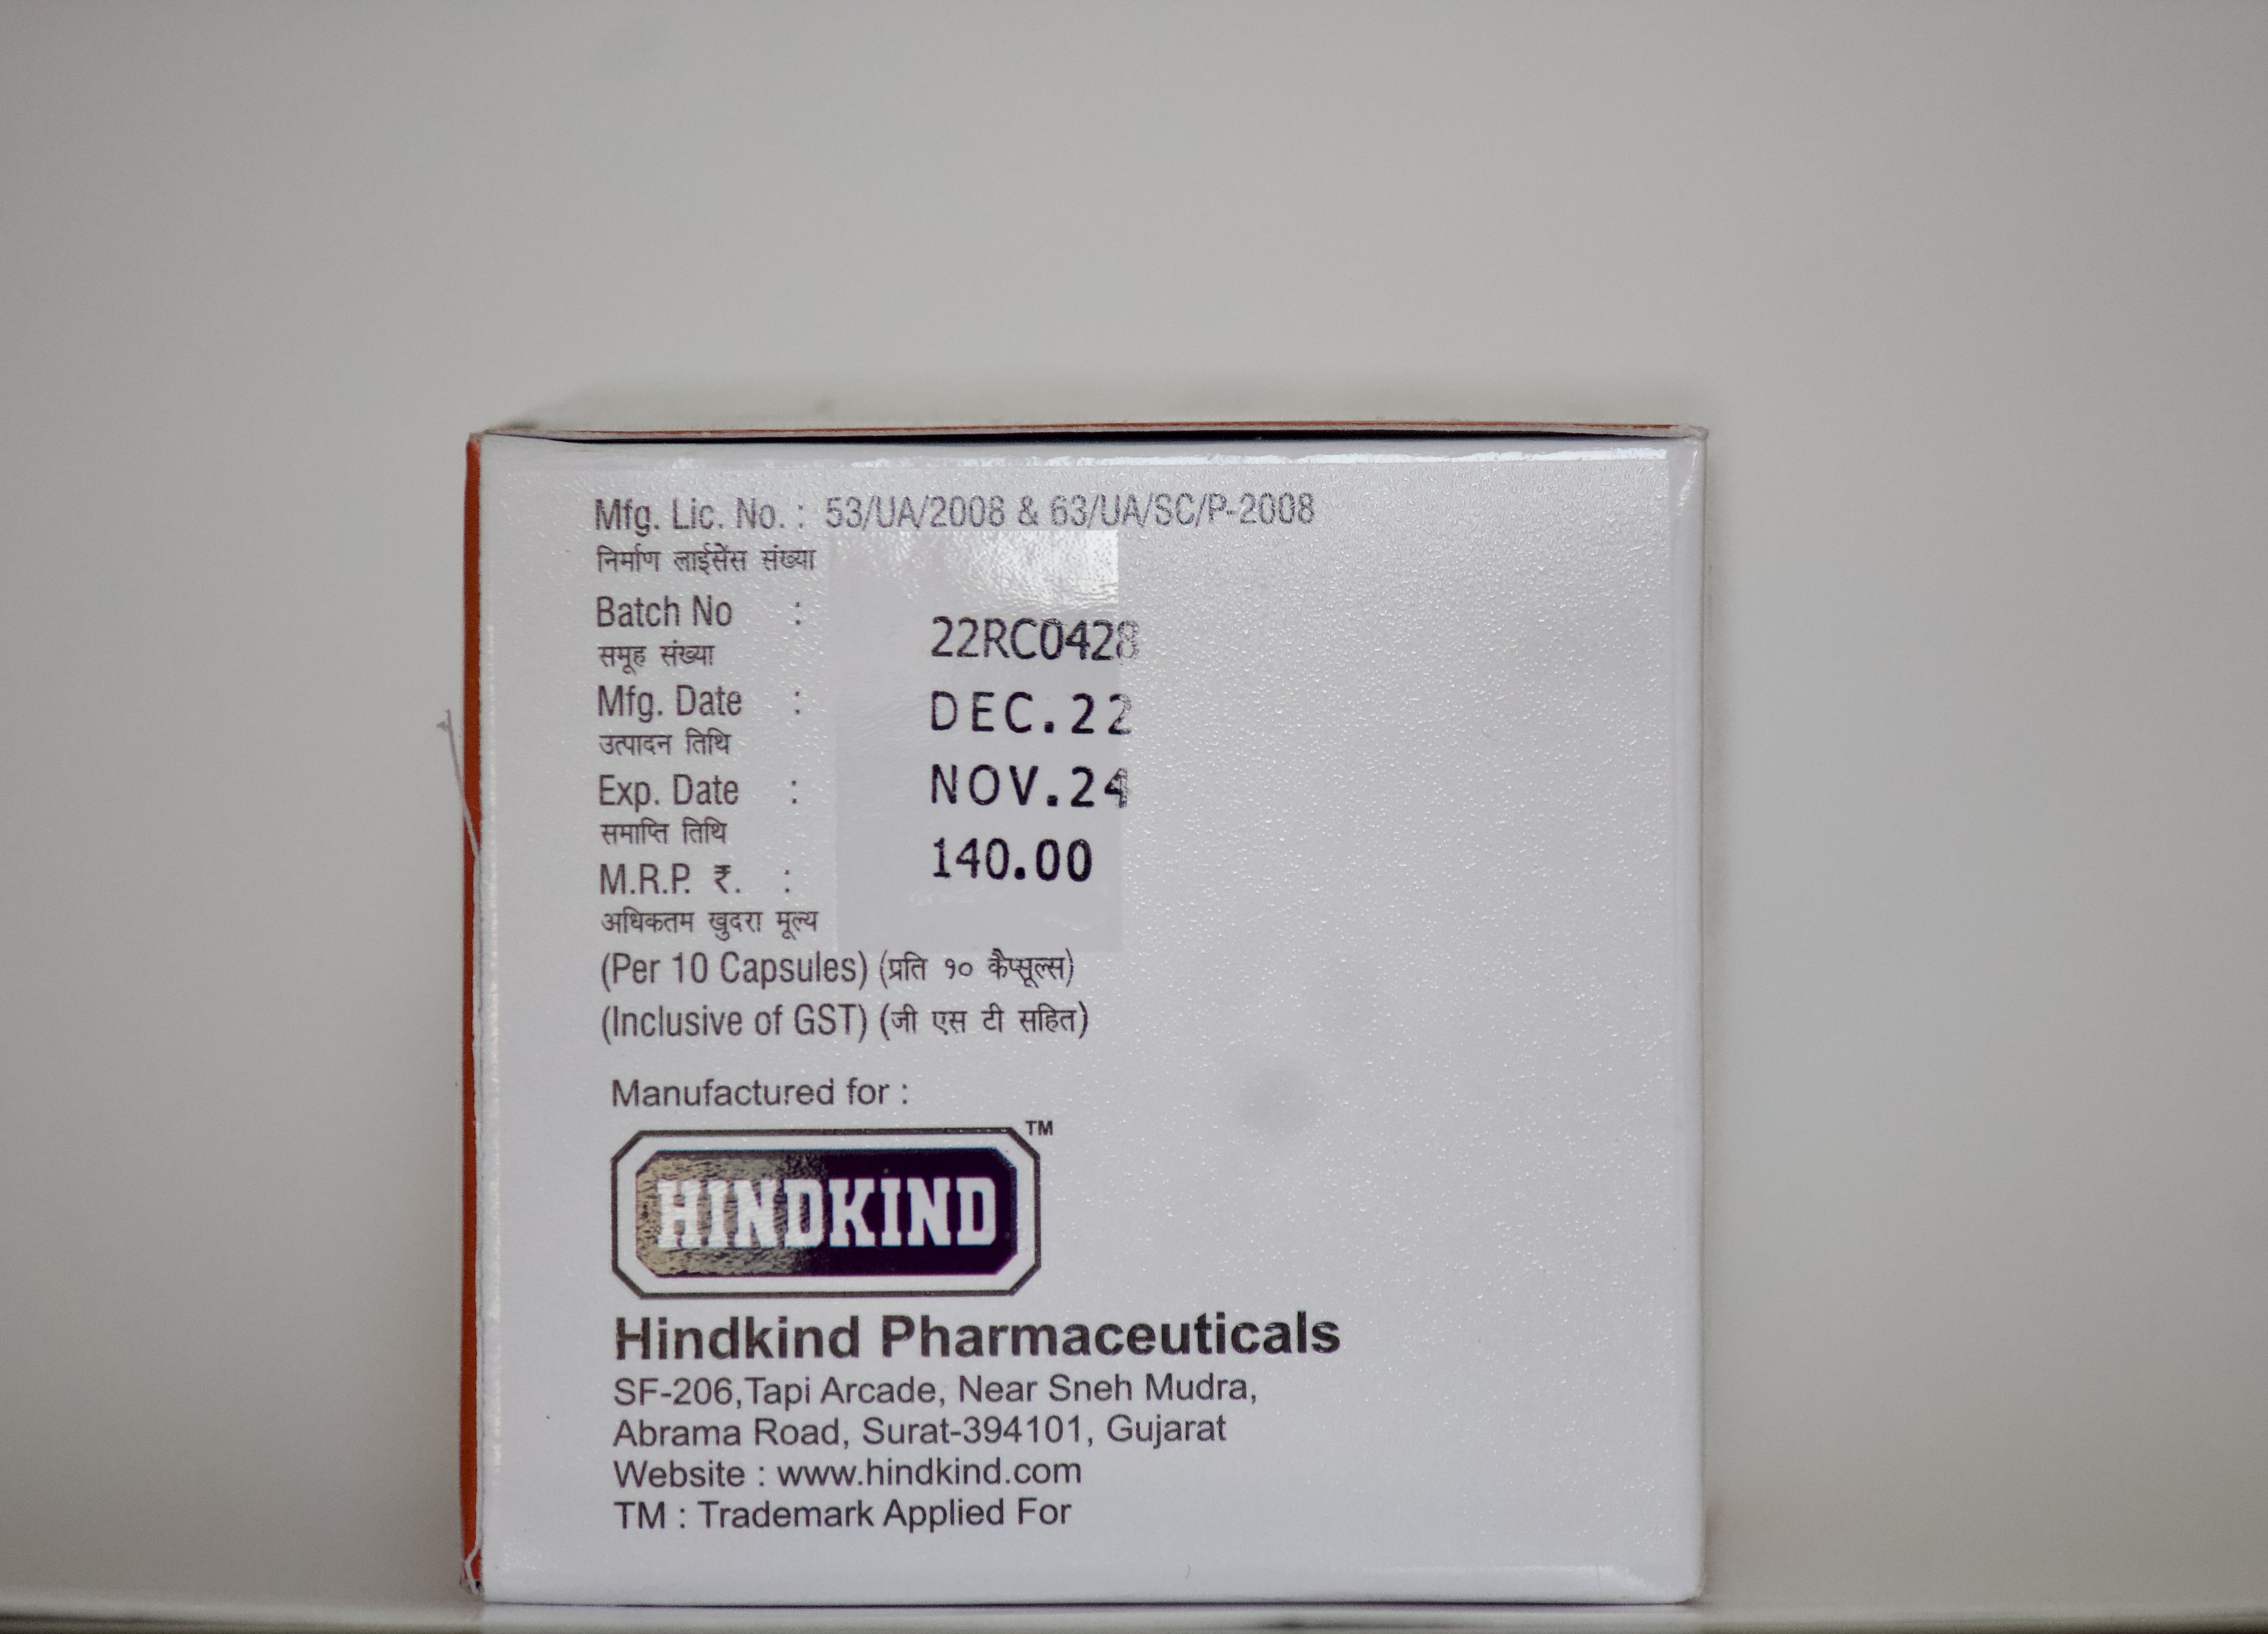 Mfg. Lic. No. : 53/UA/2008 & 63/UA/SC/P-2008
निर्माण लाईसेंस संख्या
Batch No : 22RC0428
समूह संख्या
Mfg. Date : DEC.22
उत्पादन तिथि
Exp. Date : NOV.24
समाप्ति तिथि
M.R.P. ₹. : 140.00
अधिकतम खुदरा मूल्य
(Per 10 Capsules) (प्रति १० कैप्सूल्स)
(Inclusive of GST) (जी एस टी सहित)
Manufactured for :
HINDKIND TM
Hindkind Pharmaceuticals
SF-206,Tapi Arcade, Near Sneh Mudra,
Abrama Road, Surat-394101, Gujarat
Website : www.hindkind.com
TM : Trademark Applied For